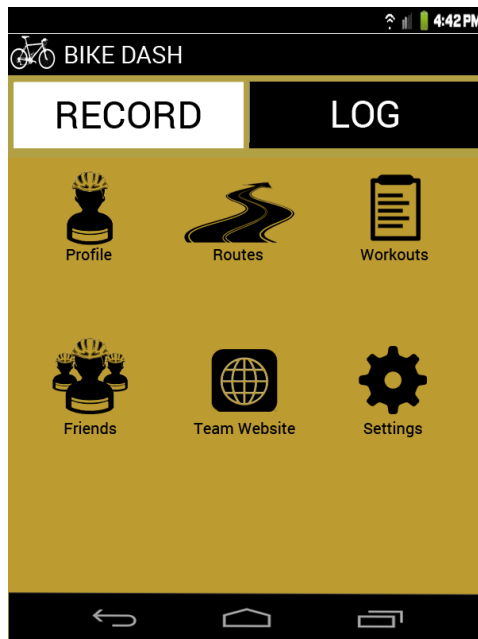 4:42 PM
BIKE DASH
RECORD LOG
Profile Routes Workouts
Friends Team Website Settings